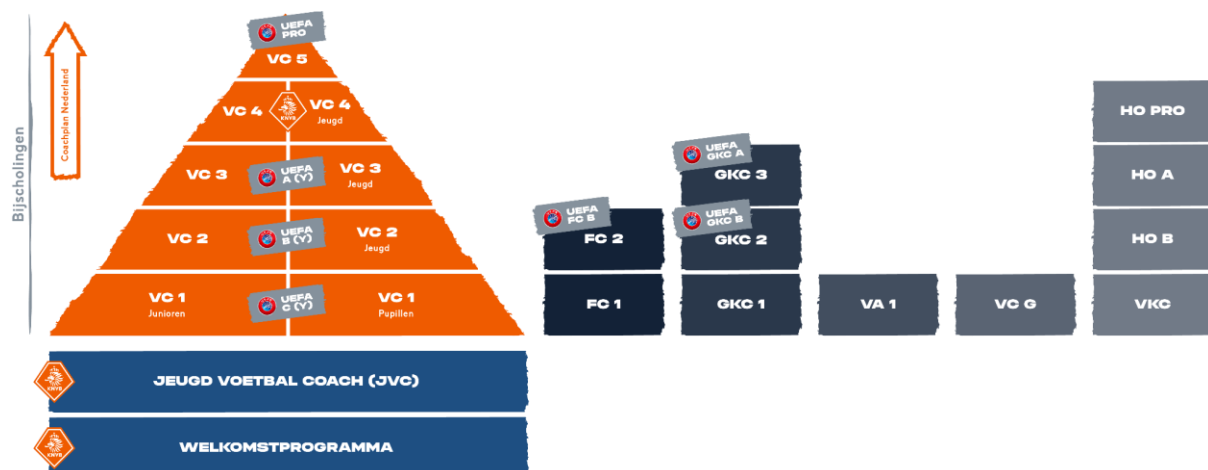 Bijscholingen
Coachplan Nederland
UEFA
PRO
VC 5
VC 4
KNVB
VC 4
Jeugd
VC 3
UEFA
A (Y)
VC 3
Jeugd
VC 2
UEFA
B (Y)
VC 2
Jeugd
VC 1
Junioren
UEFA
C (Y)
VC 1
Pupillen
UEFA
FC B
FC 2
FC 1
UEFA
GKC A
GKC 3
UEFA
GKC B
GKC 2
GKC 1
VA 1
VC G
HO PRO
HO A
HO B
VKC
KNVB
JEUGD VOETBAL COACH (JVC)
KNVB
WELKOMSTPROGRAMMA